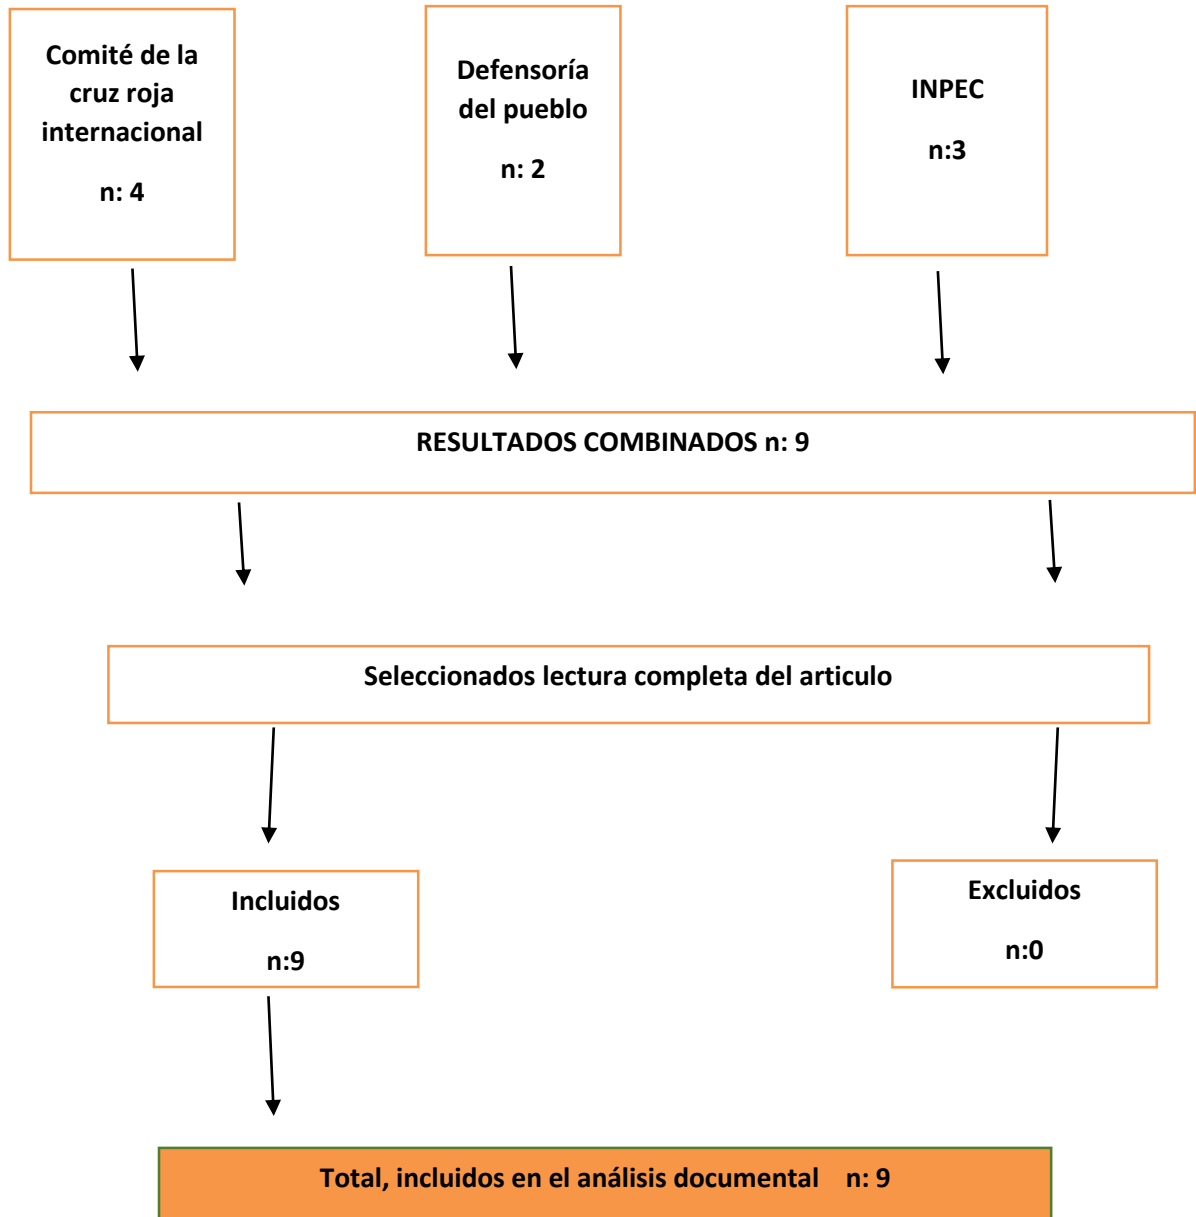 Comité de la
cruz roja
internacional
n: 4
Defensoría
del pueblo
n: 2
INPEC
n:3
RESULTADOS COMBINADOS n: 9
Seleccionados lectura completa del articulo
Incluidos
n:9
Excluidos
n:0
Total, incluidos en el análisis documental n: 9